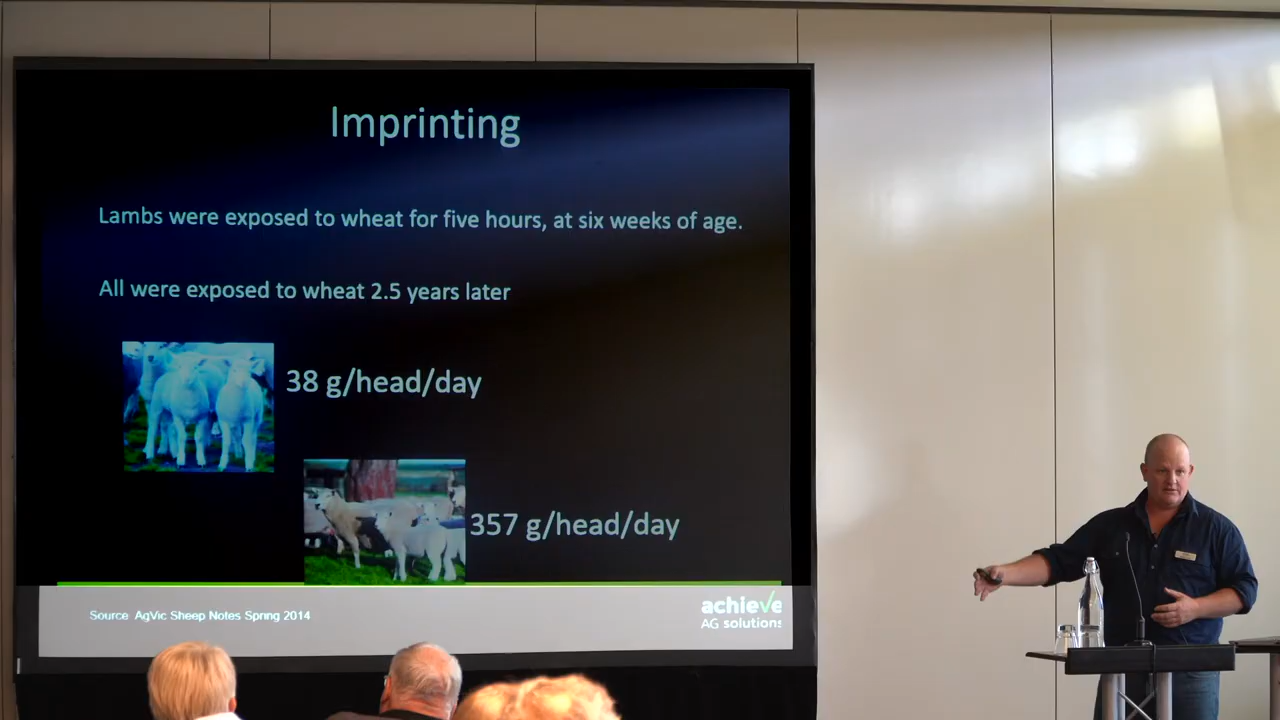 Imprinting
Lambs were exposed to wheat for five hours, at six weeks of age.
All were exposed to wheat 2.5 years later
38 g/head/day
357 g/head/day
Source AgVic Sheep Notes Spring 2014
achieve
AG solutions